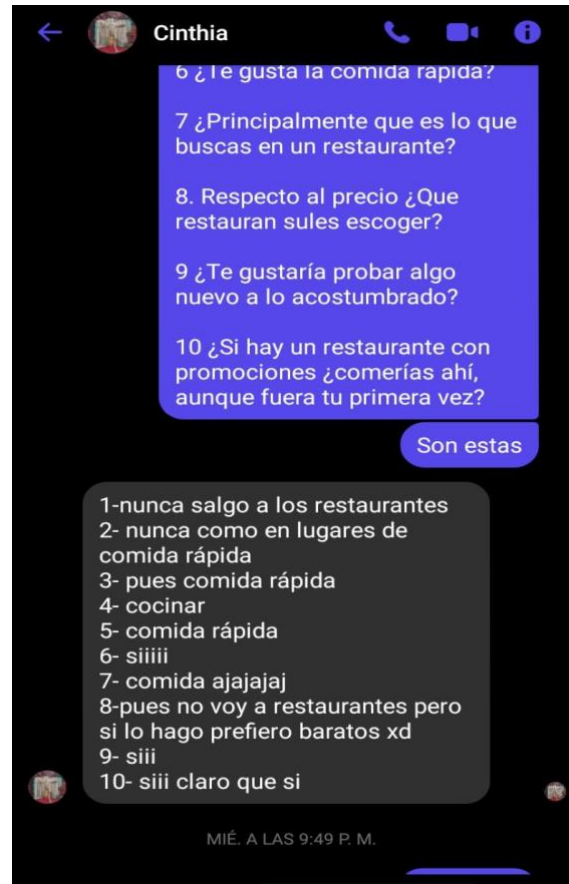 Cinthia
6 ¿Te gusta la comida rapida?
7 ¿Principalmente que es lo que
buscas en un restaurante?
8. Respecto al precio ¿Que
restauran sules escoger?
9 ¿Te gustaría probar algo
nuevo a lo acostumbrado?
10 ¿Si hay un restaurante con
promociones ¿comerías ahí,
aunque fuera tu primera vez?
Son estas
1-nunca salgo a los restaurantes
2- nunca como en lugares de
comida rápida
3- pues comida rápida
4- cocinar
5- comida rápida
6- siiiii
7- comida ajajajaj
8-pues no voy a restaurantes pero
si lo hago prefiero baratos xd
9- siii
10- siii claro que si
MIÉ. A LAS 9:49 P. M.